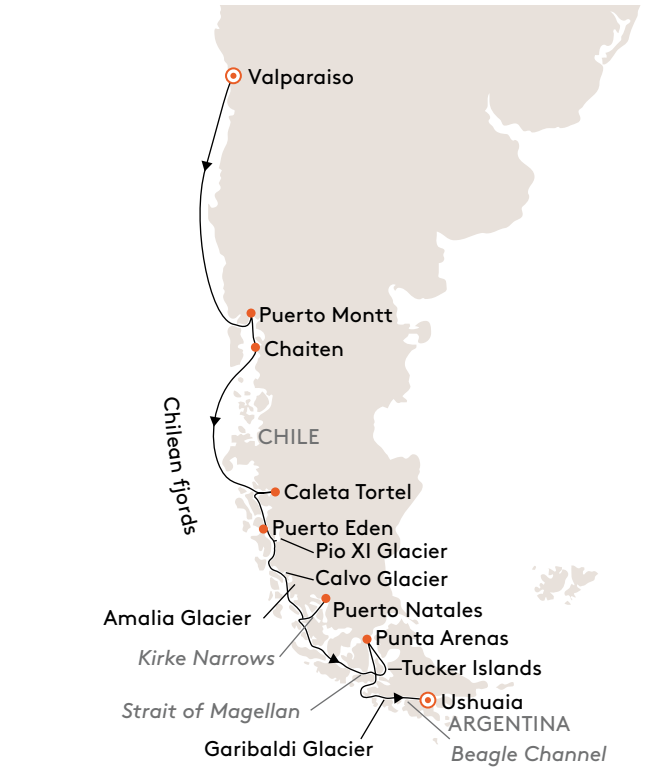 Valparaiso
Puerto Montt
Chaiten
Chilean fjords
CHILE
Caleta Tortel
Puerto Eden
Pio XI Glacier
Calvo Glacier
Amalia Glacier
Puerto Natales
Kirke Narrows
Punta Arenas
Tucker Islands
Strait of Magellan
Ushuaia
ARGENTINA
Garibaldi Glacier
Beagle Channel